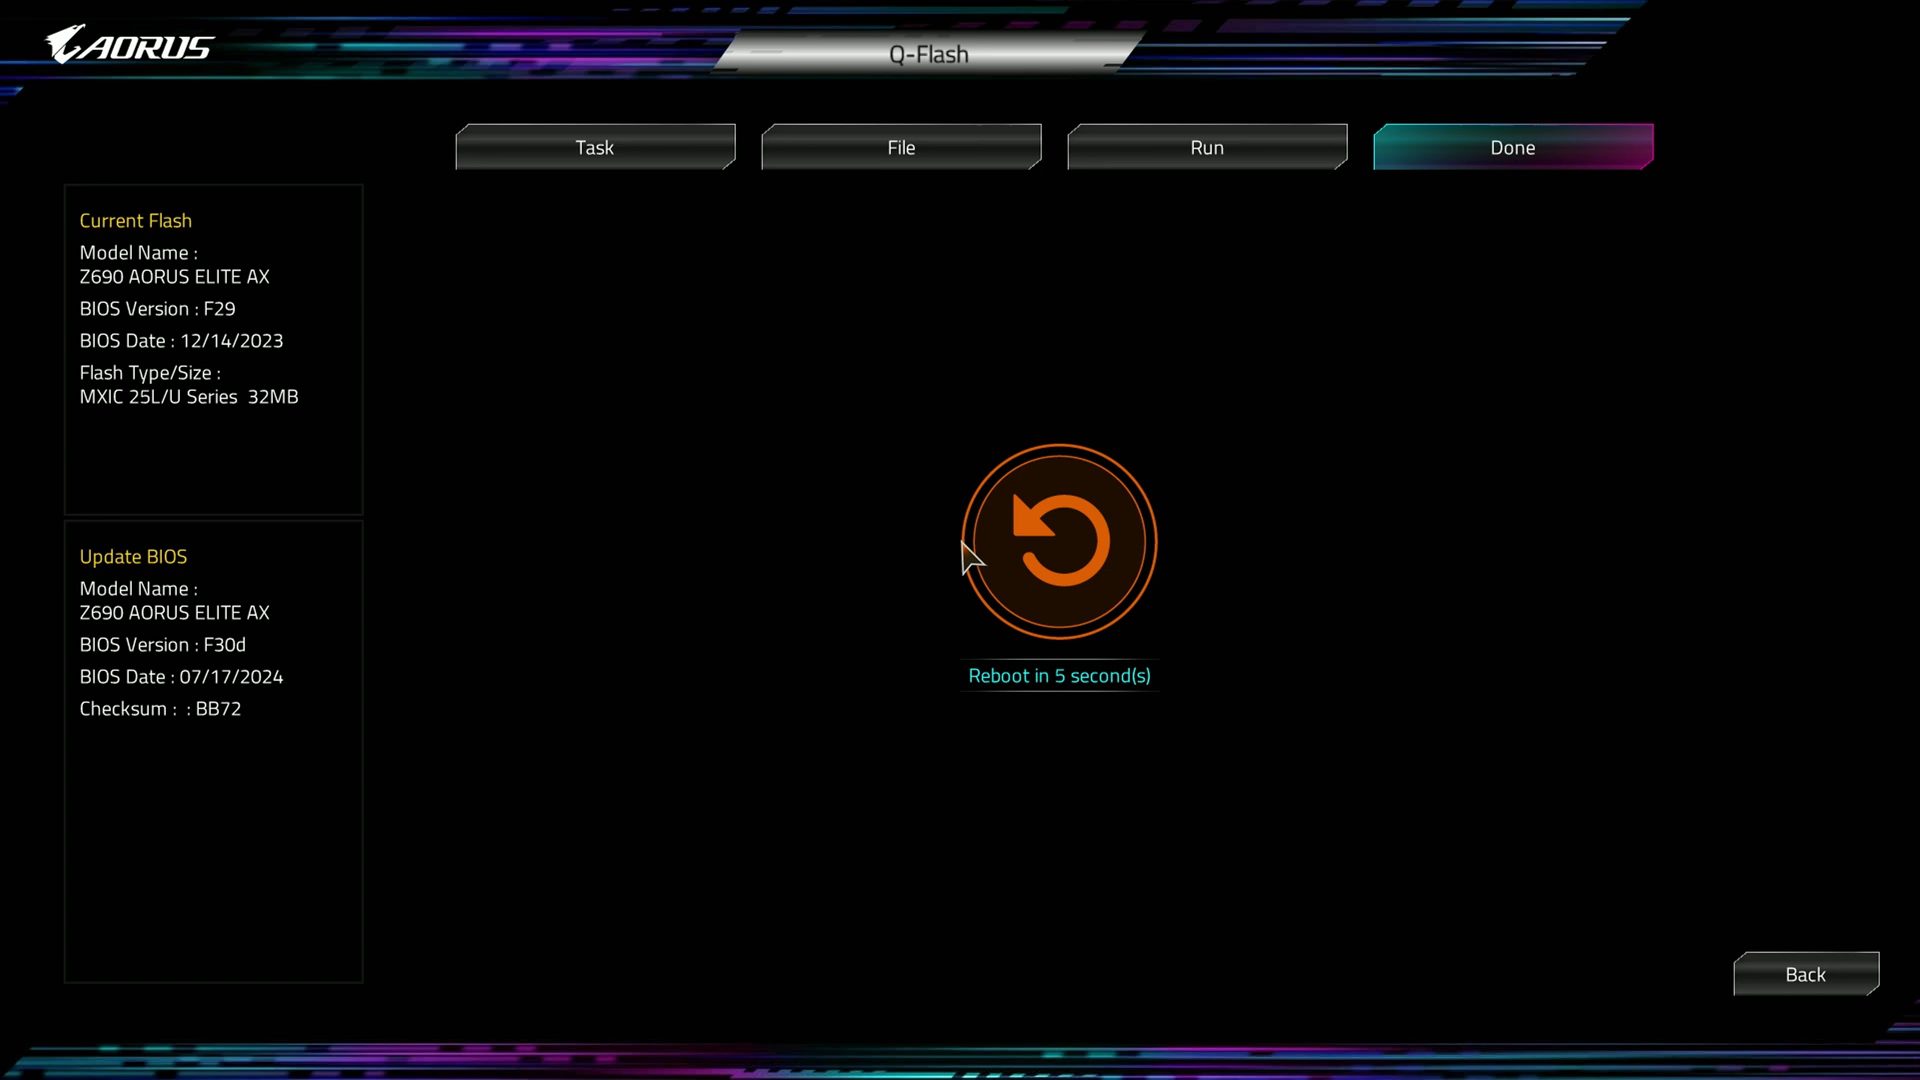 AORUS
Q-Flash
Task
File
Run
Done
Current Flash
Model Name :
Z690 AORUS ELITE AX
BIOS Version : F29
BIOS Date : 12/14/2023
Flash Type/Size :
MXIC 25L/U Series  32MB
Update BIOS
Model Name :
Z690 AORUS ELITE AX
BIOS Version : F30d
BIOS Date : 07/17/2024
Checksum :  : BB72
Reboot in 5 second(s)
Back